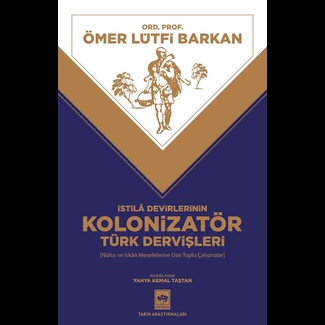 ORD. PROF.
ÖMER LÜTFİ BARKAN
İSTİLÂ DEVİRLERİNİN
KOLONİZATÖR
TÜRK DERVİŞLERİ
(Nüfus ve İskân Meselelerine Dair Toplu Çalışmalar)
HAZIRLAYAN
YAHYA KEMAL TAŞTAN
ÖTÜKEN
TARİH ARAŞTIRMALARI